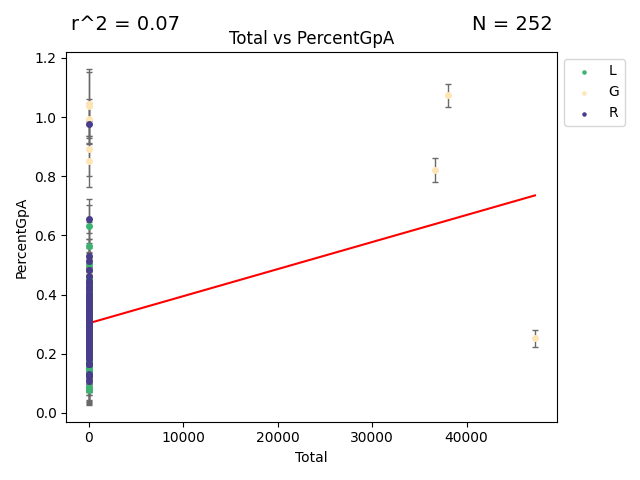 r^2 = 0.07
N = 252
Total vs PercentGpA
L
G
R
PercentGpA
1.2
1.0
0.8
0.6
0.4
0.2
0.0
0
10000
20000
30000
40000
Total